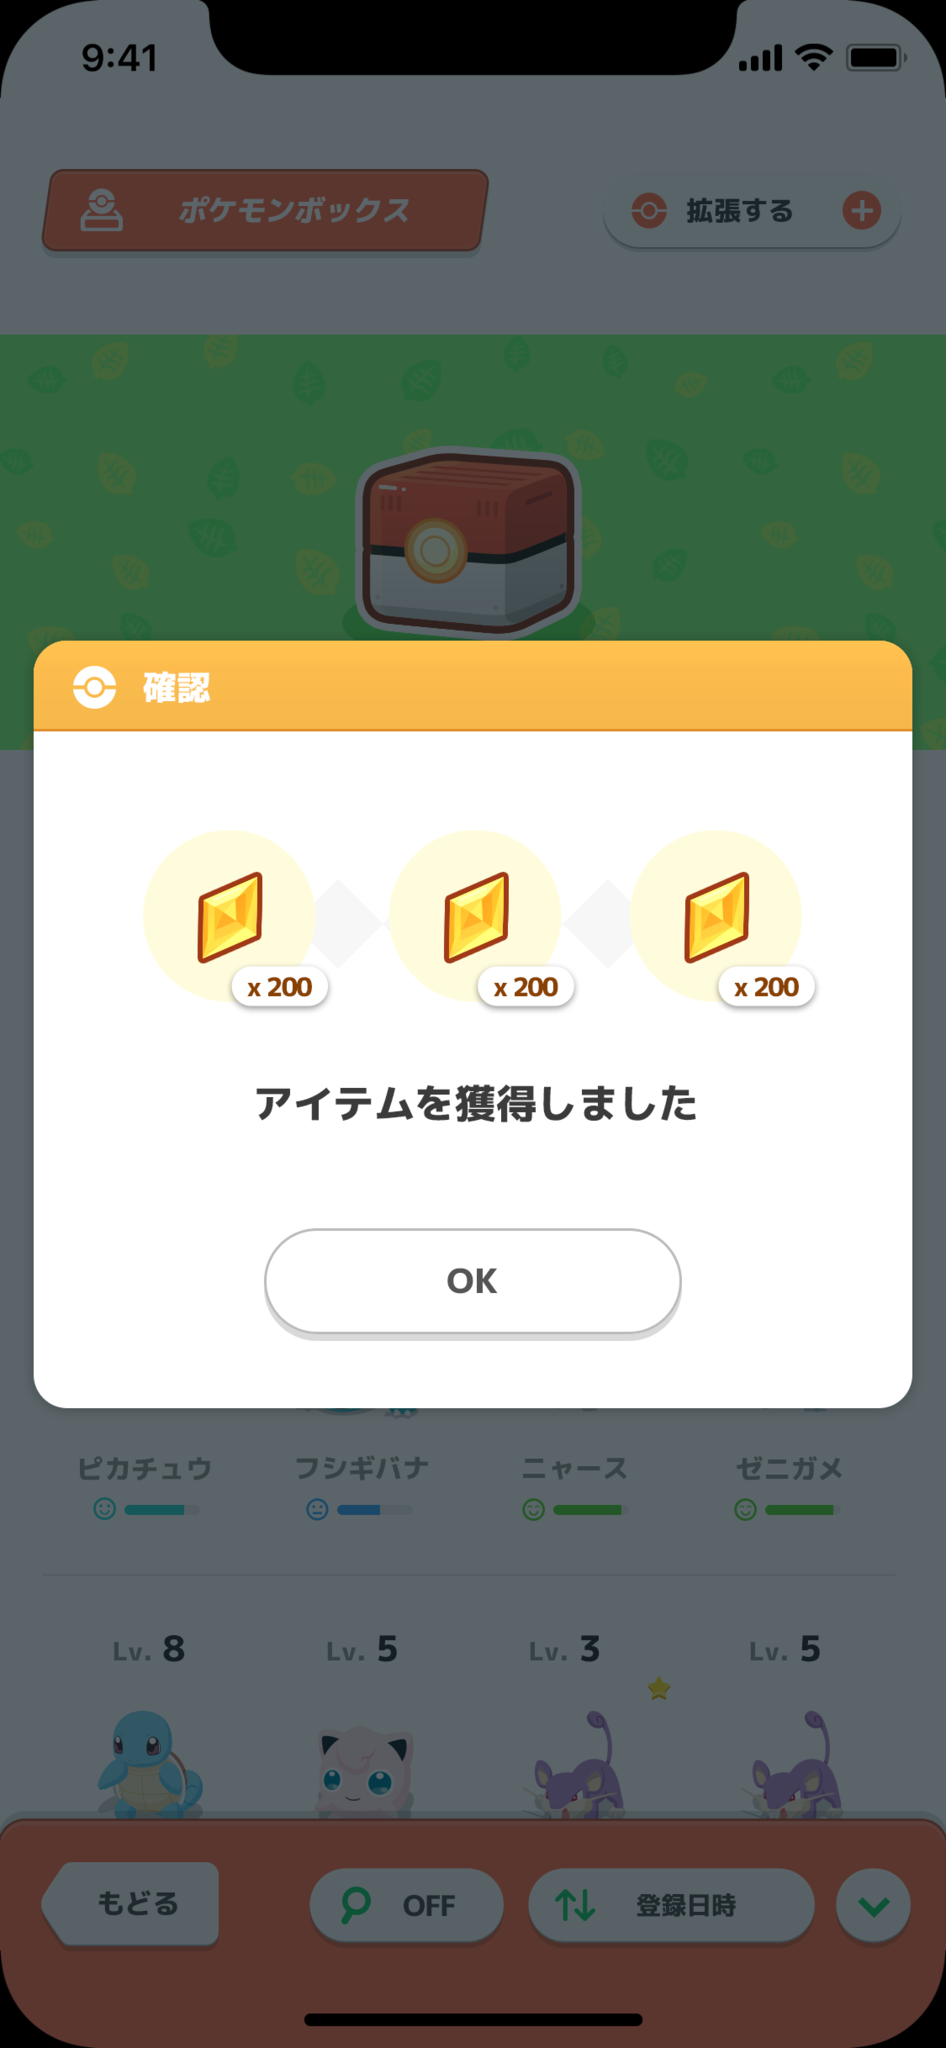 9:41
ポケモンボックス
拡張する
確認
x 200
x 200
x 200
アイテムを獲得しました
OK
ピカチュウ
フシギバナ
ニャース
ゼニガメ
Lv. 8
Lv. 5
Lv. 3
Lv. 5
もどる
OFF
登録日時